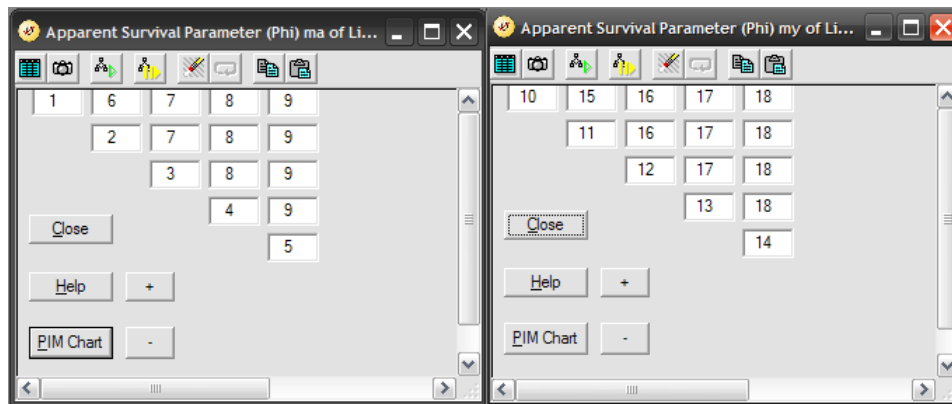 Apparent Survival Parameter (Phi) ma of Li...
1 6 7 8 9
2 7 8 9
3 8 9
4 9
5
Close
Help +
PIM Chart -
Apparent Survival Parameter (Phi) my of Li...
10 15 16 17 18
11 16 17 18
12 17 18
13 18
14
Close
Help +
PIM Chart -